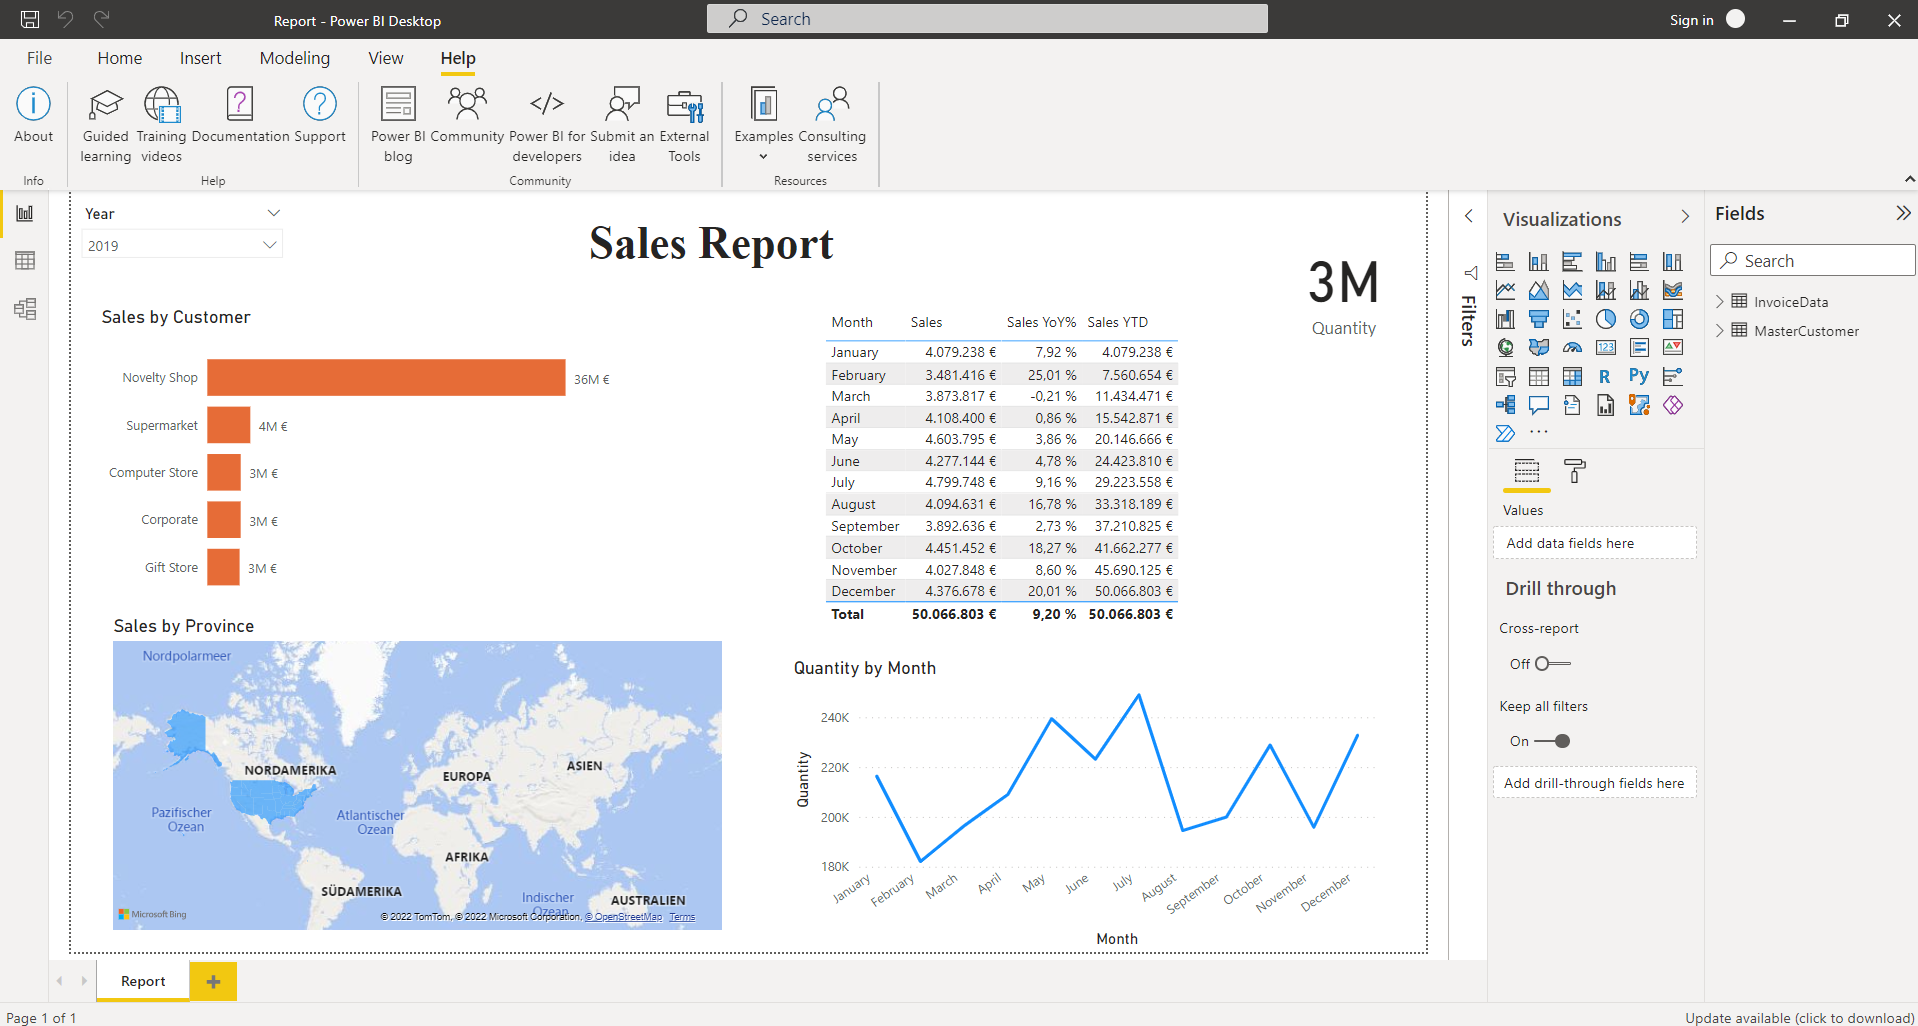 Report - Power BI Desktop
Search
Sign in
File
Home
Insert
Modeling
View
Help
About
Guided learning
Training videos
Documentation
Support
Power BI blog
Community
Power BI for developers
Submit an idea
External Tools
Examples
Consulting services
Info
Help
Community
Resources
Year
2019
Sales Report
3M
Quantity
Sales by Customer
Novelty Shop 36M €
Supermarket 4M €
Computer Store 3M €
Corporate 3M €
Gift Store 3M €
Month Sales Sales YoY% Sales YTD
January 4.079.238 € 7,92 % 4.079.238 €
February 3.481.416 € 25,01 % 7.560.654 €
March 3.873.817 € -0,21 % 11.434.471 €
April 4.108.400 € 0,86 % 15.542.871 €
May 4.603.795 € 3,86 % 20.146.666 €
June 4.277.144 € 4,78 % 24.423.810 €
July 4.799.748 € 9,16 % 29.223.558 €
August 4.094.631 € 16,78 % 33.318.189 €
September 3.892.636 € 2,73 % 37.210.825 €
October 4.451.452 € 18,27 % 41.662.277 €
November 4.027.848 € 8,60 % 45.690.125 €
December 4.376.678 € 20,01 % 50.066.803 €
Total 50.066.803 € 9,20 % 50.066.803 €
Sales by Province
Nordpolarmeer
NORDAMERIKA
EUROPA
ASIEN
Pazifischer
Ozean
Atlantischer
Ozean
AFRIKA
SÜDAMERIKA
Indischer
Ozean
AUSTRALIEN
Microsoft Bing
© 2022 TomTom, © 2022 Microsoft Corporation, © OpenStreetMap Terms
Quantity by Month
Quantity
240K
220K
200K
180K
January
February
March
April
May
June
July
August
September
October
November
December
Month
Filters
Visualizations
123
R
Py
Values
Add data fields here
Drill through
Cross-report
Off
Keep all filters
On
Add drill-through fields here
Fields
Search
InvoiceData
MasterCustomer
Report
Page 1 of 1
Update available (click to download)